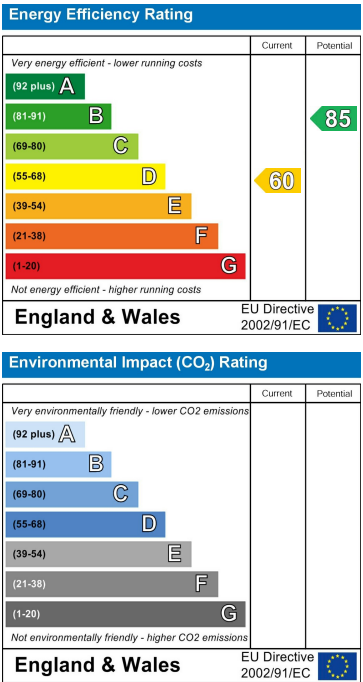 Energy Efficiency Rating
Current Potential
Very energy efficient - lower running costs
(92 plus) A
(81-91) B
85
(69-80) C
(55-68) D
60
(39-54) E
(21-38) F
(1-20) G
Not energy efficient - higher running costs
England & Wales
EU Directive
2002/91/EC
Environmental Impact (CO₂) Rating
Current Potential
Very environmentally friendly - lower CO2 emissions
(92 plus) A
(81-91) B
(69-80) C
(55-68) D
(39-54) E
(21-38) F
(1-20) G
Not environmentally friendly - higher CO2 emissions
England & Wales
EU Directive
2002/91/EC